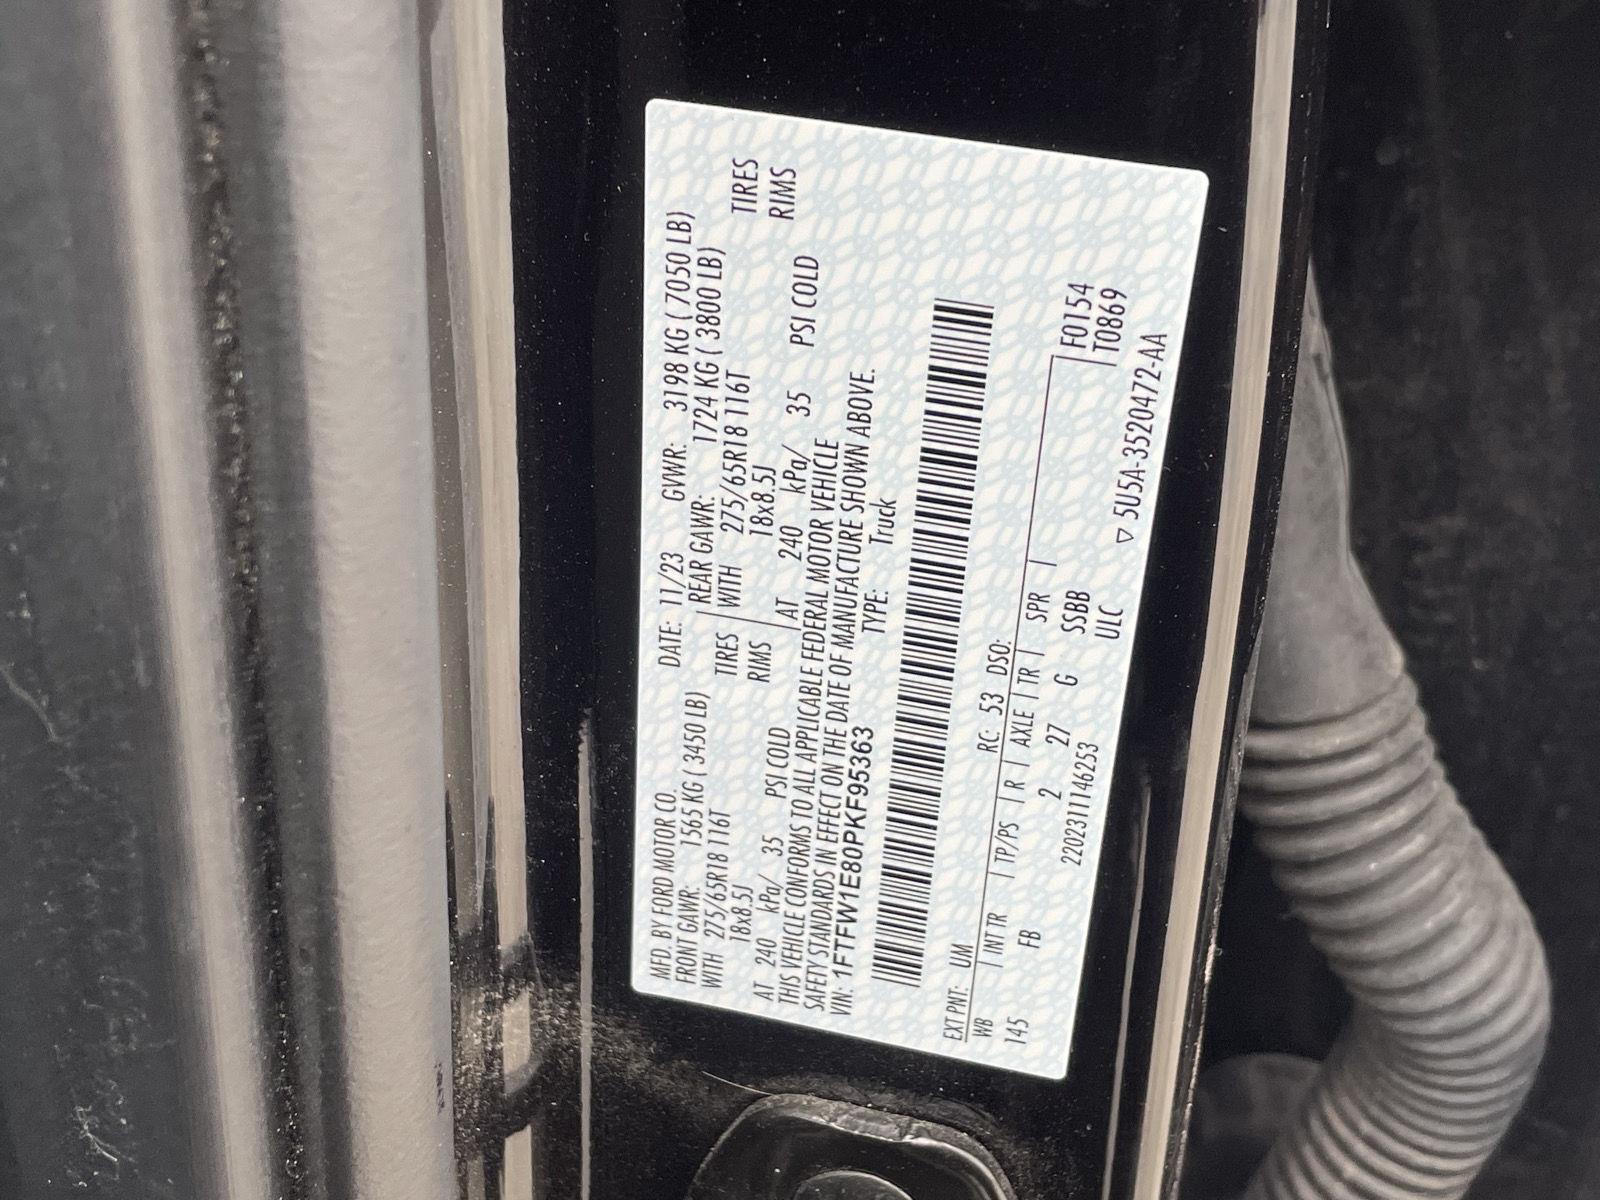 MFD. BY FORD MOTOR CO. DATE: 11/23 GVWR: 3198 KG ( 7050 LB)
FRONT GAWR: 1565 KG ( 3450 LB) REAR GAWR: 1724 KG ( 3800 LB)
WITH 275/65R18 116T TIRES WITH 275/65R18 116T TIRES
18x8.5J RIMS 18x8.5J RIMS
AT 240 kPa/ 35 PSI COLD AT 240 kPa/ 35 PSI COLD
THIS VEHICLE CONFORMS TO ALL APPLICABLE FEDERAL MOTOR VEHICLE
SAFETY STANDARDS IN EFFECT ON THE DATE OF MANUFACTURE SHOWN ABOVE.
VIN: 1FTFW1E80PKF95363 TYPE: Truck
EXT PNT: UM RC: 53 DSO:
WB | INT TR | TP/PS | R | AXLE | TR | SPR | F0154
145 FB 2 27 G SSBB T0869
2202311146253 ULC ▽ 5U5A-3520472-AA